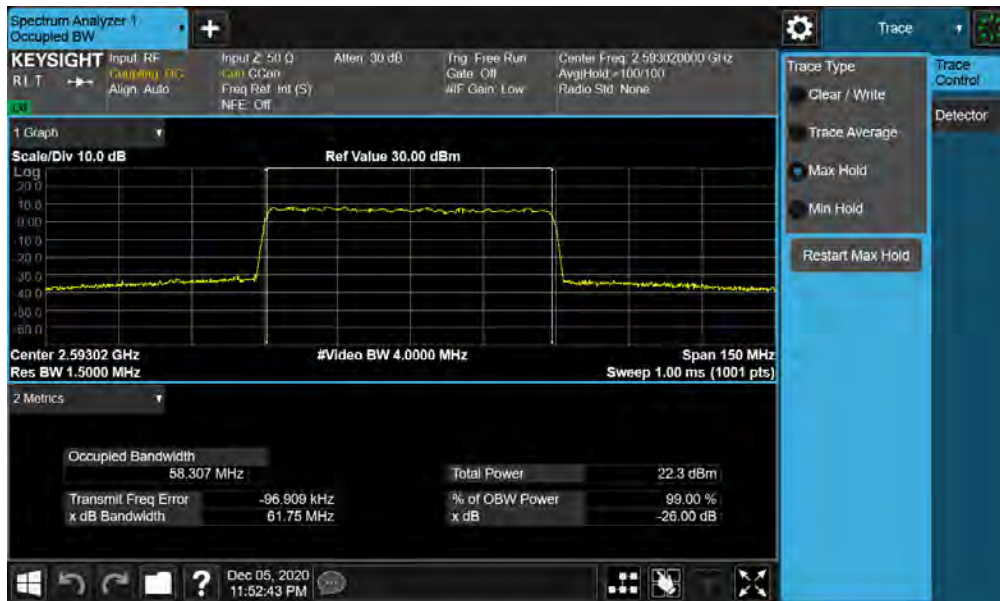 Spectrum Analyzer 1
Occupied BW
Trace
KEYSIGHT Input: RF
RLT
Coupling: DC
Align: Auto
Input Z: 50 Ω
CCorr
Freq Ref: Int (S)
NFE: Off
Atten: 30 dB
Trig: Free Run
Gate: Off
#IF Gain: Low
Center Freq: 2.593020000 GHz
Avg|Hold:>100/100
Radio Std: None
Trace Type
Clear / Write
Trace Average
Max Hold
Min Hold
Restart Max Hold
Trace
Control
Detector
1 Graph
Scale/Div 10.0 dB
Ref Value 30.00 dBm
Log
20.0
10.0
0.00
-10.0
-20.0
-30.0
-40.0
-50.0
-60.0
Center 2.59302 GHz
#Video BW 4.0000 MHz
Span 150 MHz
Res BW 1.5000 MHz
Sweep 1.00 ms (1001 pts)
2 Metrics
Occupied Bandwidth
58.307 MHz
Total Power 22.3 dBm
Transmit Freq Error -96.909 kHz
% of OBW Power 99.00 %
x dB Bandwidth 61.75 MHz
x dB -26.00 dB
?
Dec 05, 2020
11:52:43 PM